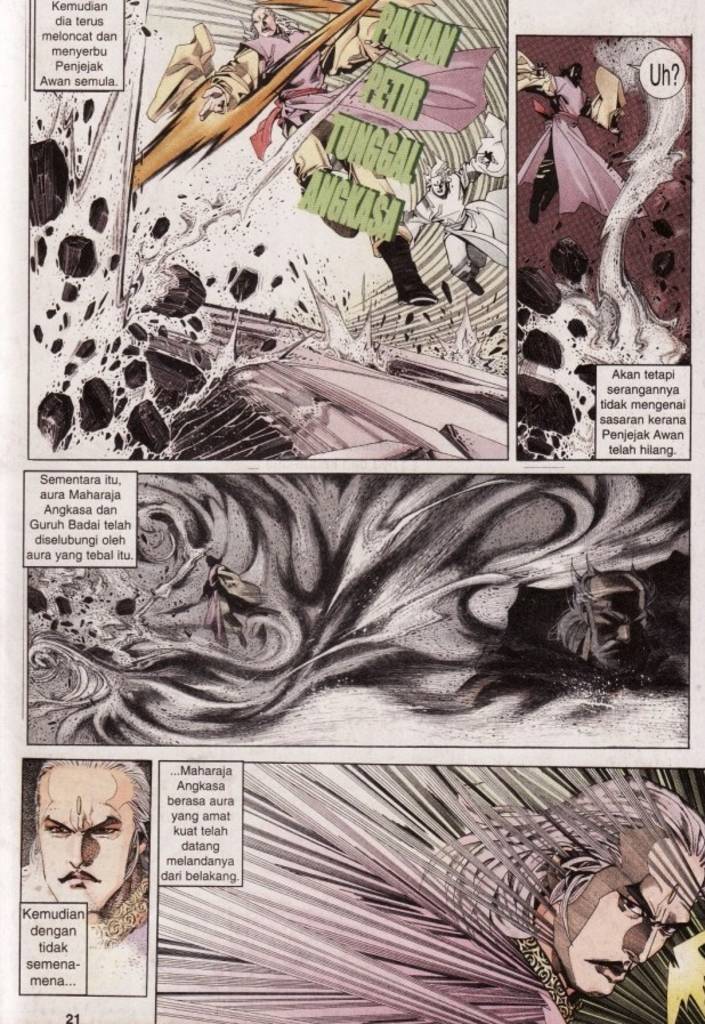 Kemudian
dia terus
meloncat dan
menyerbu
Penjejak
Awan semula.
PALUAN
PETIR
TUNGGAL
ANGKASA
Uh?
Akan tetapi
serangannya
tidak mengenai
sasaran kerana
Penjejak Awan
telah hilang.
Sementara itu,
aura Maharaja
Angkasa dan
Guruh Badai telah
diselubungi oleh
aura yang tebal itu.
Kemudian
dengan
tidak
semena-
mena...
...Maharaja
Angkasa
berasa aura
yang amat
kuat telah
datang
melandanya
dari belakang.
21